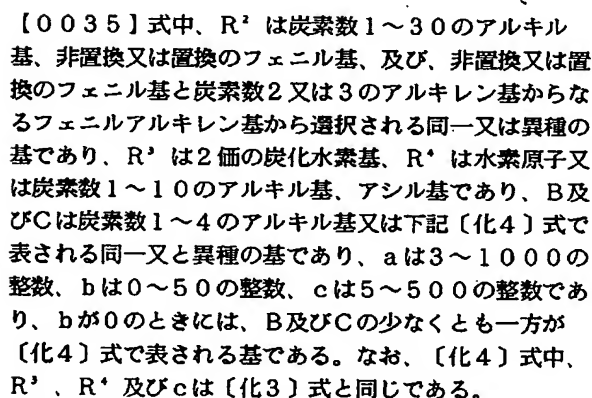 【0035】式中、R² は炭素数1～30のアルキル
基、非置換又は置換のフェニル基、及び、非置換又は置
換のフェニル基と炭素数2又は3のアルキレン基からな
るフェニルアルキレン基から選択される同一又は異種の
基であり、R³ は2価の炭化水素基、R⁴ は水素原子又
は炭素数1～10のアルキル基、アシル基であり、B及
びCは炭素数1～4のアルキル基又は下記〔化4〕式で
表される同一又と異種の基であり、aは3～1000の
整数、bは0～50の整数、cは5～500の整数であ
り、bが0のときには、B及びCの少なくとも一方が
〔化4〕式で表される基である。なお、〔化4〕式中、
R³ 、R⁴ 及びcは〔化3〕式と同じである。